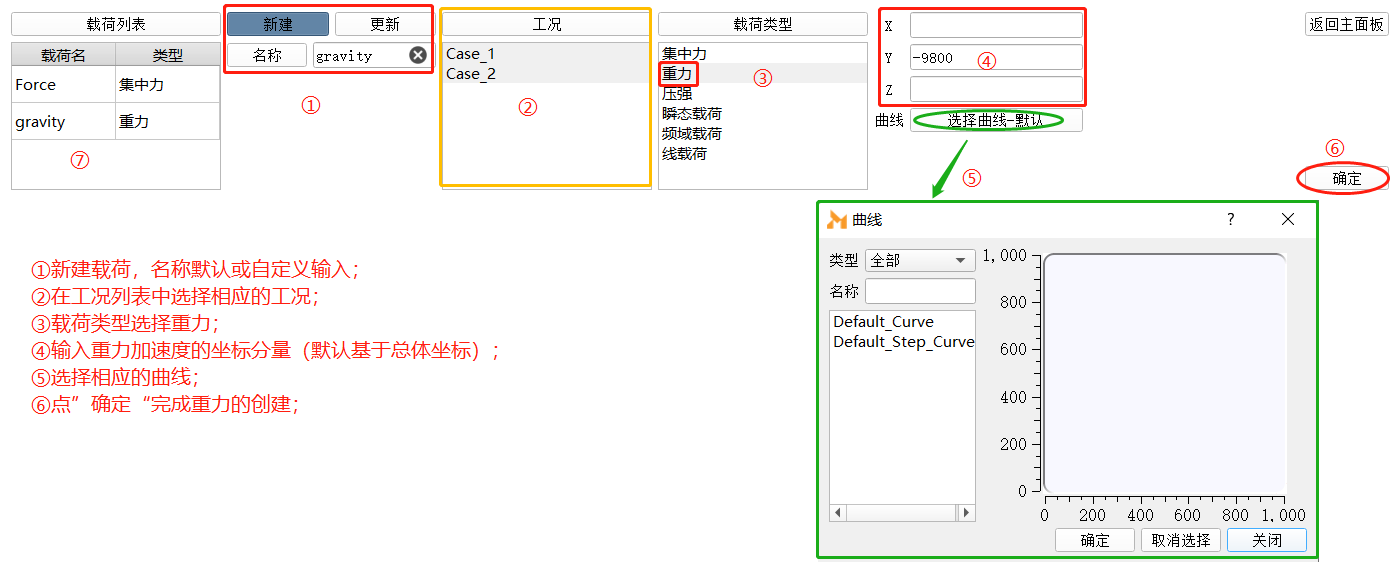 载荷列表
载荷名 类型
Force 集中力
gravity 重力
⑦
新建 更新
名称 gravity
①
工况
Case_1
Case_2
②
载荷类型
集中力
重力
压强
瞬态载荷
频域载荷
线载荷
③
X
Y -9800
Z
④
曲线 选择曲线-默认
⑤
返回主面板
⑥
确定
曲线 ?
类型 全部
名称
Default_Curve
Default_Step_Curve
1,000
800
600
400
200
0
0 200 400 600 800 1,000
确定 取消选择 关闭
①新建载荷，名称默认或自定义输入；
②在工况列表中选择相应的工况；
③载荷类型选择重力；
④输入重力加速度的坐标分量（默认基于总体坐标）；
⑤选择相应的曲线；
⑥点”确定“完成重力的创建；